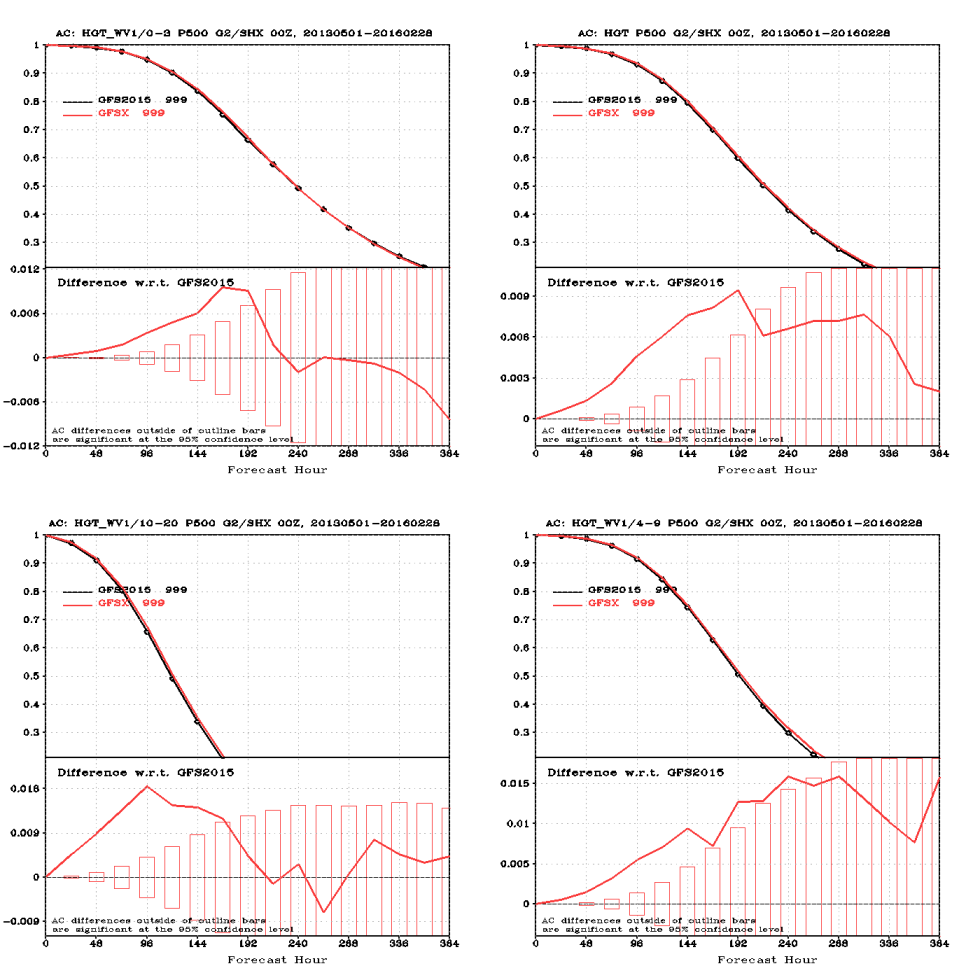 AC: HGT_WV1/0-3 P500 G2/SHX 00Z, 20130501-20160228
1
0.9
0.8
0.7
0.6
0.5
0.4
0.3
GFS2015 999
GFSX 999
0.012
0.006
0
-0.006
-0.012
Difference w.r.t. GFS2015
AC differences outside of outline bars
are significant at the 95% confidence level
0 48 96 144 192 240 288 336 384
Forecast Hour
AC: HGT P500 G2/SHX 00Z, 20130501-20160228
1
0.9
0.8
0.7
0.6
0.5
0.4
0.3
GFS2015 999
GFSX 999
0.009
0.006
0.003
0
Difference w.r.t. GFS2015
AC differences outside of outline bars
are significant at the 95% confidence level
0 48 96 144 192 240 288 336 384
Forecast Hour
AC: HGT_WV1/10-20 P500 G2/SHX 00Z, 20130501-20160228
1
0.9
0.8
0.7
0.6
0.5
0.4
0.3
GFS2015 999
GFSX 999
0.018
0.009
0
-0.009
Difference w.r.t. GFS2015
AC differences outside of outline bars
are significant at the 95% confidence level
0 48 96 144 192 240 288 336 384
Forecast Hour
AC: HGT_WV1/4-9 P500 G2/SHX 00Z, 20130501-20160228
1
0.9
0.8
0.7
0.6
0.5
0.4
0.3
GFS2015 999
GFSX 999
0.015
0.01
0.005
0
Difference w.r.t. GFS2015
AC differences outside of outline bars
are significant at the 95% confidence level
0 48 96 144 192 240 288 336 384
Forecast Hour